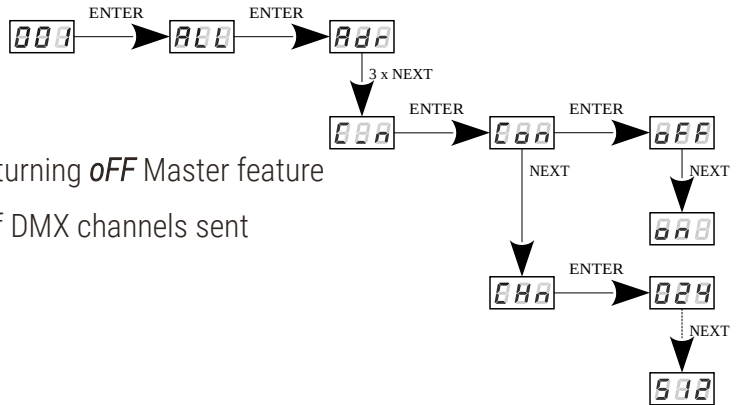 ENTER ENTER
001 ALL Adr
3 x NEXT
ENTER ENTER
C_n Con oFF
turning oFF Master feature
NEXT NEXT
f DMX channels sent
on
ENTER
CHn 024
NEXT
512